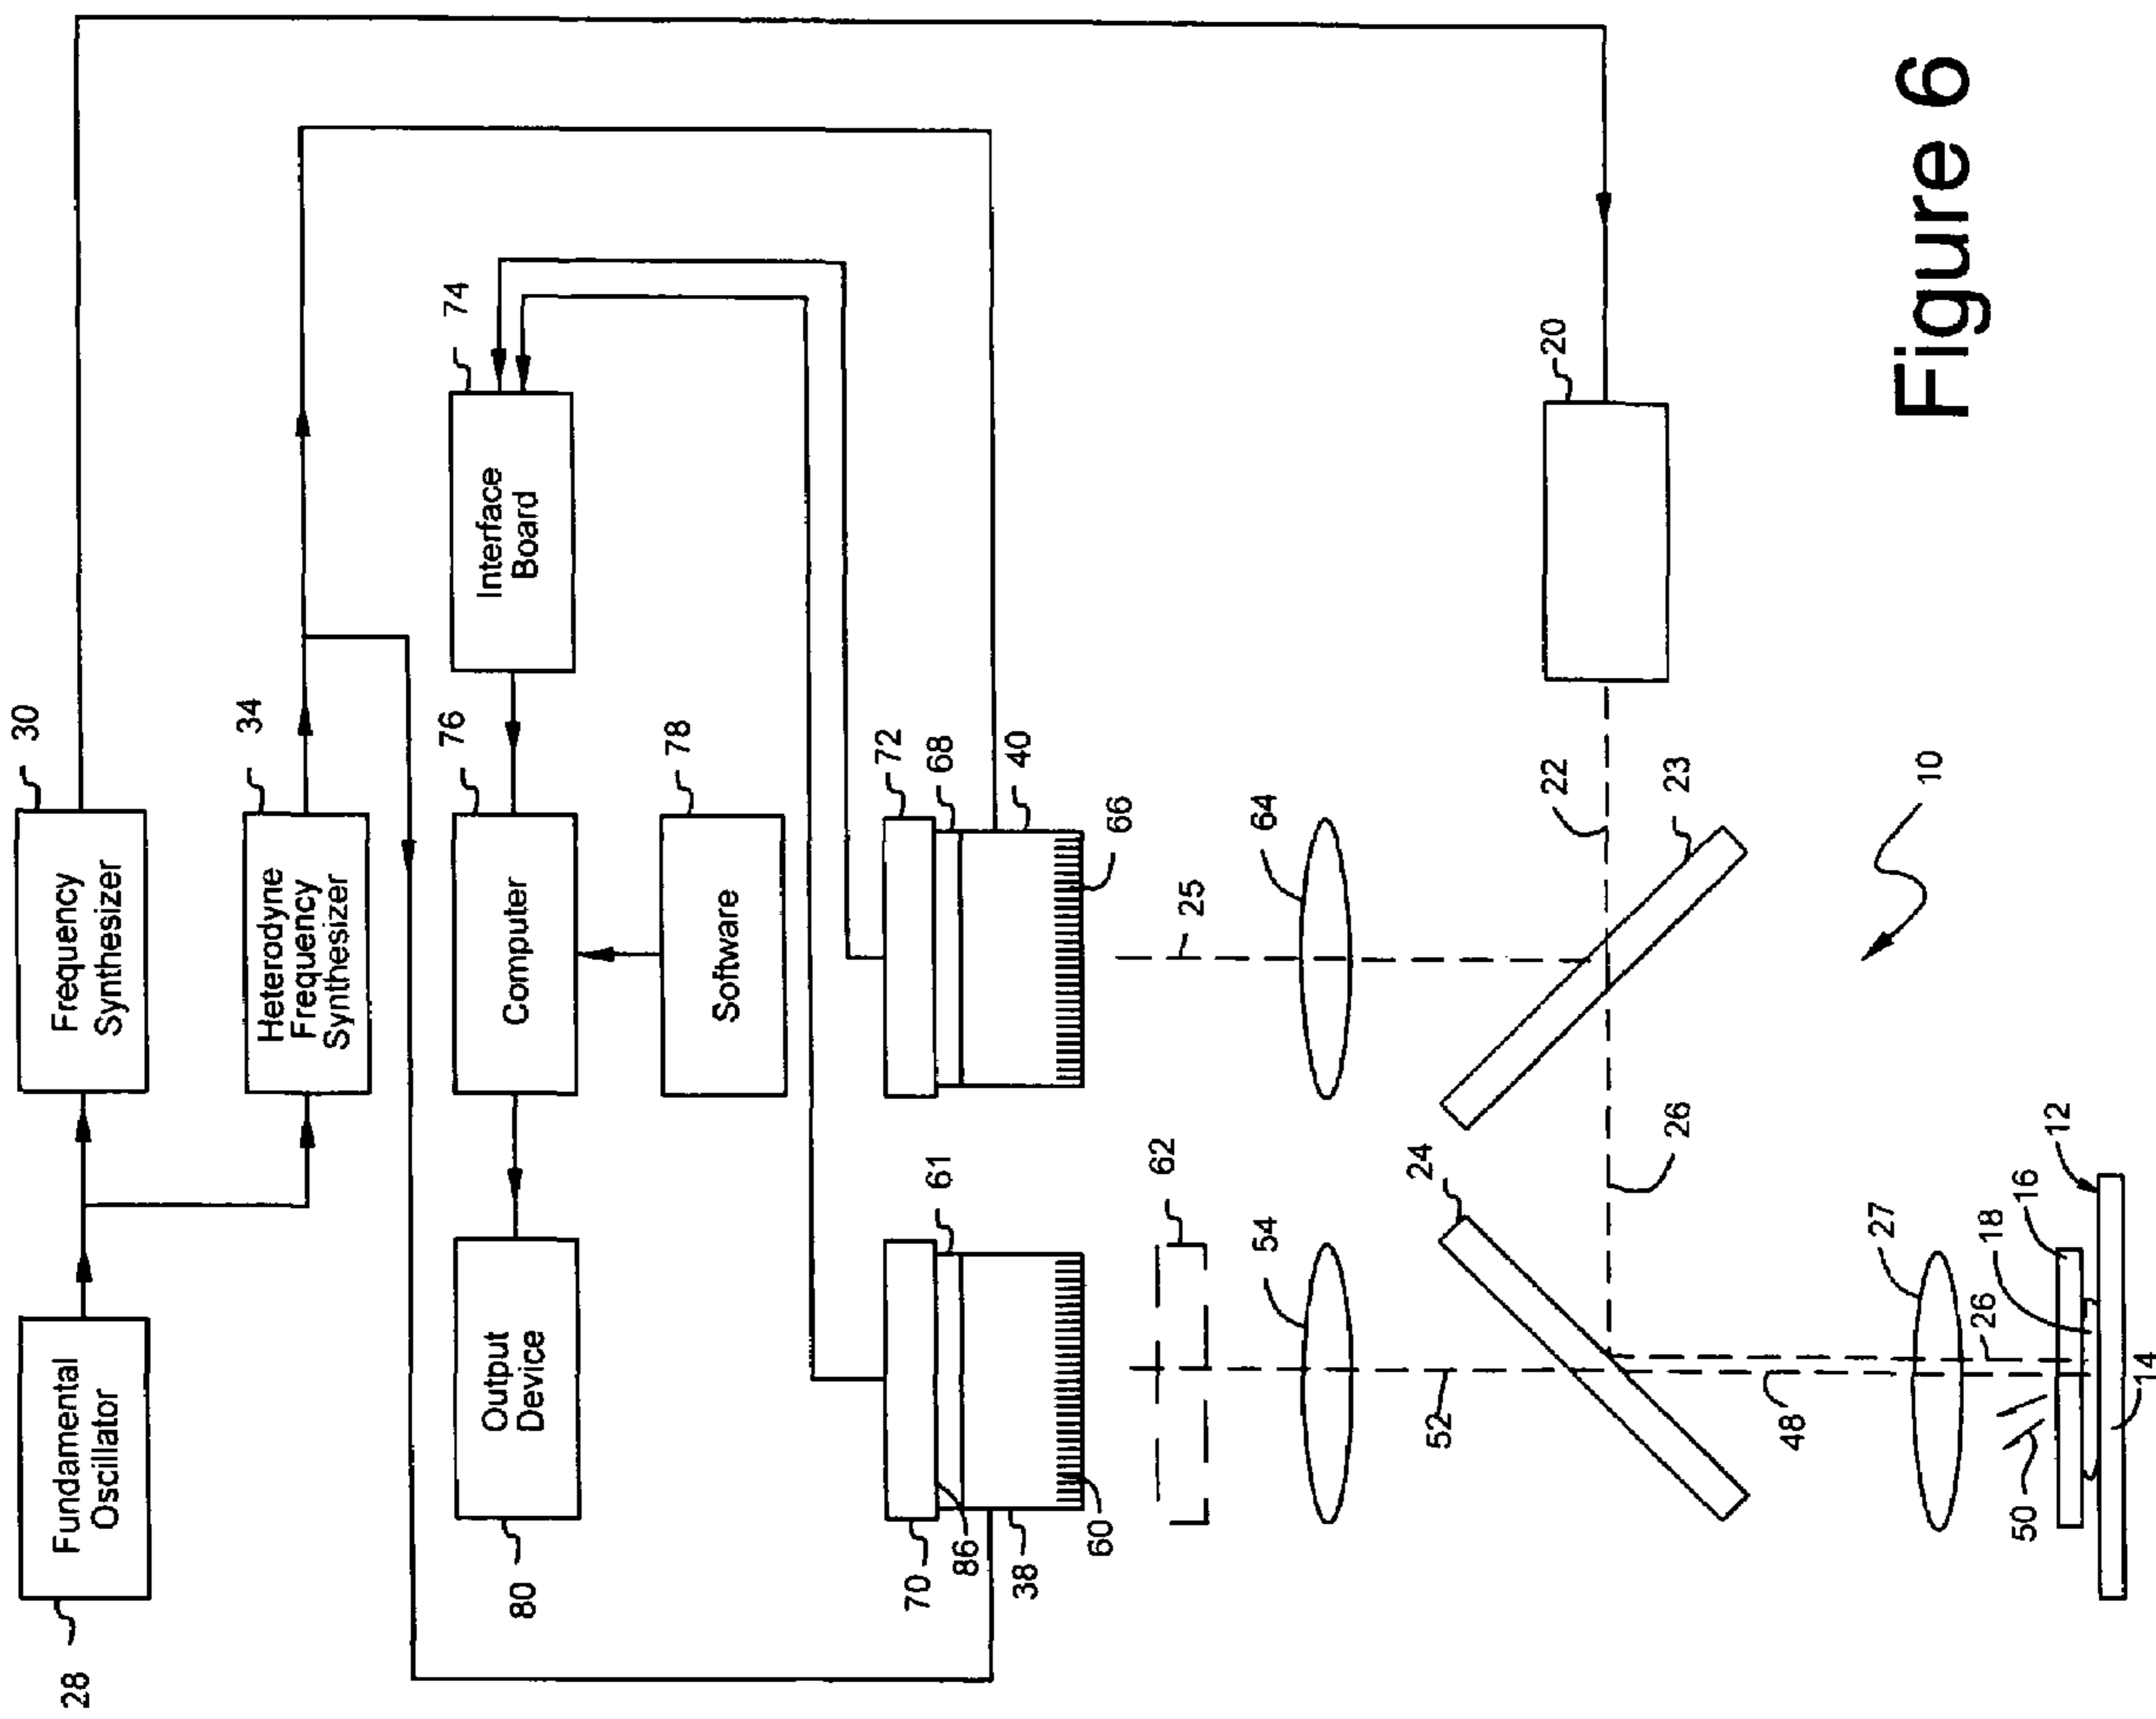 28
Fundamental
Oscillator
30
Frequency
Synthesizer
34
Heterodyne
Frequency
Synthesizer
80
Output
Device
76
Computer
74
Interface
Board
78
Software
70
86
38
60
61
72
68
40
66
62
54
64
25
52
24
22
23
20
26
48
27
10
50
26
18
16
12
14
Figure 6